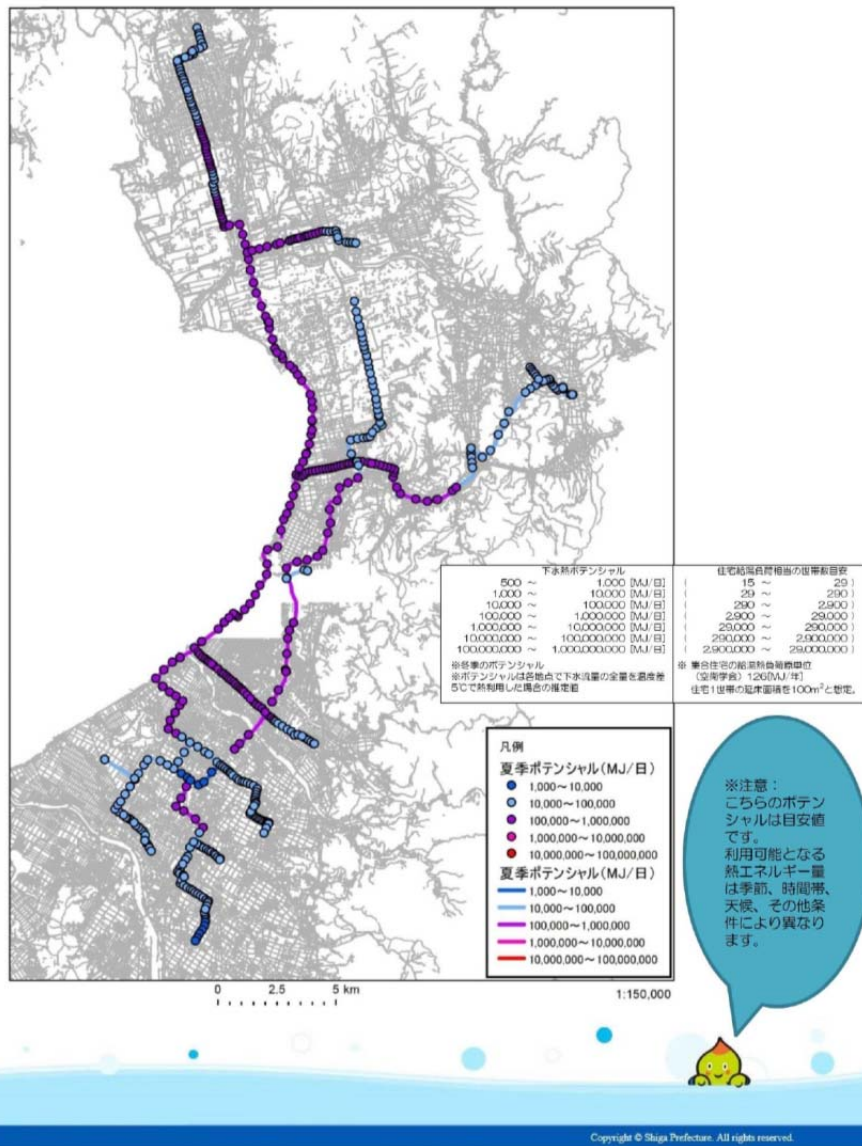 下水熱ポテンシャル 住宅給湯負荷相当の世帯数目安
500 ～ 1,000 [MJ/日] ( 15 ～ 29 )
1,000 ～ 10,000 [MJ/日] ( 29 ～ 290 )
10,000 ～ 100,000 [MJ/日] ( 290 ～ 2,900 )
100,000 ～ 1,000,000 [MJ/日] ( 2,900 ～ 29,000 )
1,000,000 ～ 10,000,000 [MJ/日] ( 29,000 ～ 290,000 )
10,000,000 ～ 100,000,000 [MJ/日] ( 290,000 ～ 2,900,000 )
100,000,000 ～ 1,000,000,000 [MJ/日] ( 2,900,000 ～ 29,000,000 )
※冬季のポテンシャル
※ポテンシャルは各地点で下水流量の全量を温度差
5℃で熱利用した場合の推定値
※ 集合住宅の給湯熱負荷原単位
(空衛学会) 126[MJ/年]
住宅1世帯の延床面積を100m²と想定。
凡例
夏季ポテンシャル(MJ/日)
1,000～10,000
10,000～100,000
100,000～1,000,000
1,000,000～10,000,000
10,000,000～100,000,000
夏季ポテンシャル(MJ/日)
1,000～10,000
10,000～100,000
100,000～1,000,000
1,000,000～10,000,000
10,000,000～100,000,000
※注意：
こちらのポテン
シャルは目安値
です。
利用可能となる
熱エネルギー量
は季節、時間帯、
天候、その他条
件により異なり
ます。
0 2.5 5 km
1:150,000
Copyright © Shiga Prefecture. All rights reserved.